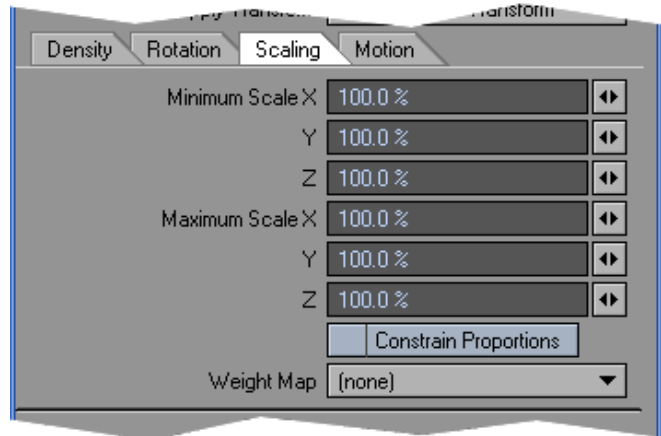 Density Rotation Scaling Motion
Minimum Scale X 100.0 %
Y 100.0 %
Z 100.0 %
Maximum Scale X 100.0 %
Y 100.0 %
Z 100.0 %
Constrain Proportions
Weight Map (none)